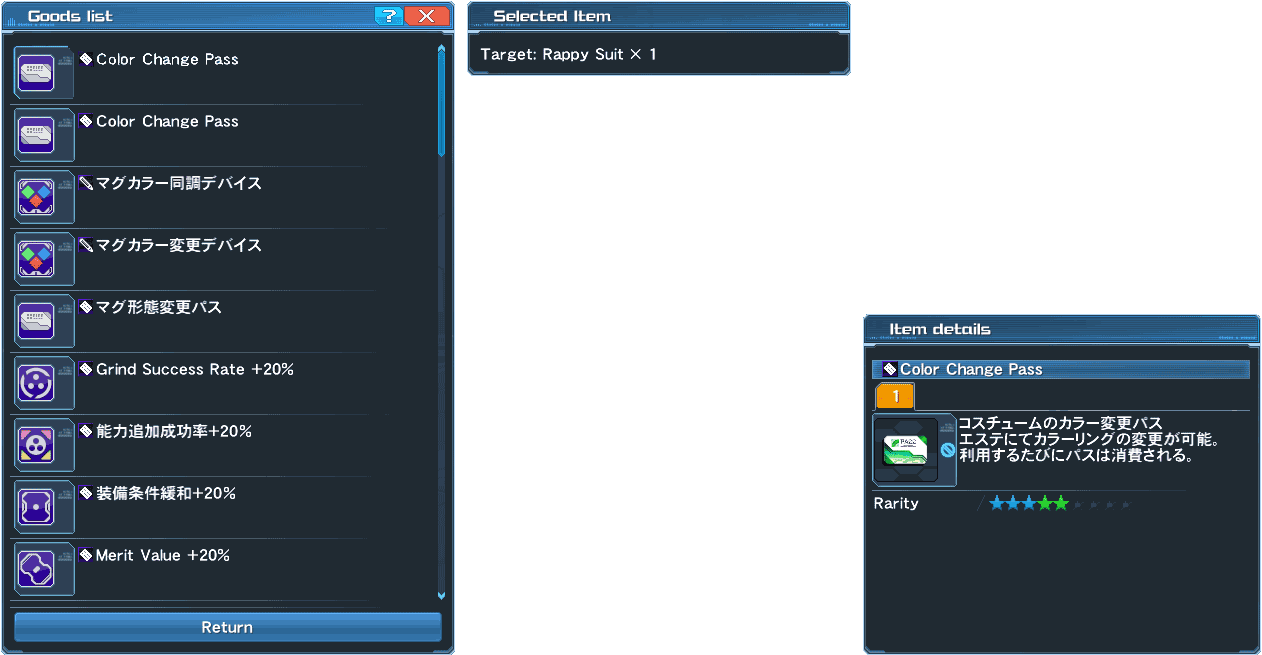 Goods list
?
Color Change Pass
Color Change Pass
マグカラー同調デバイス
マグカラー変更デバイス
マグ形態変更パス
Grind Success Rate +20%
能力追加成功率+20%
装備条件緩和+20%
Merit Value +20%
Return
Selected Item
Target: Rappy Suit × 1
Item details
Color Change Pass
1
コスチュームのカラー変更パス
エステにてカラーリングの変更が可能。
利用するたびにパスは消費される。
Rarity